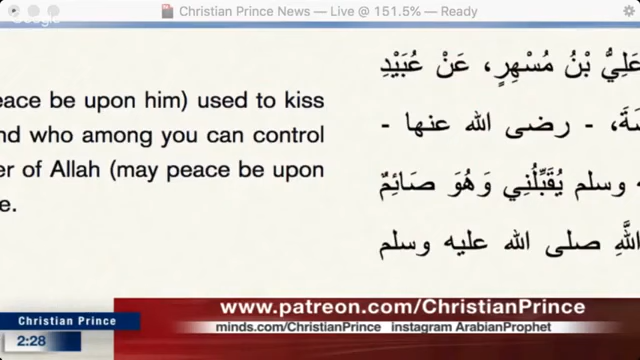 Christian Prince News — Live @ 151.5% — Ready
Google
eace be upon him) used to kiss
nd who among you can control
er of Allah (may peace be upon
e.
عَلِيُّ بْنُ مُسْهِرٍ، عَنْ عُبَيْدِ
شَةَ، - رضى الله عنها -
ه وسلم يُقَبِّلُنِي وَهُوَ صَائِمٌ
اللَّهِ صلى الله عليه وسلم
www.patreon.com/ChristianPrince
minds.com/ChristianPrince instagram ArabianProphet
Christian Prince
2:28